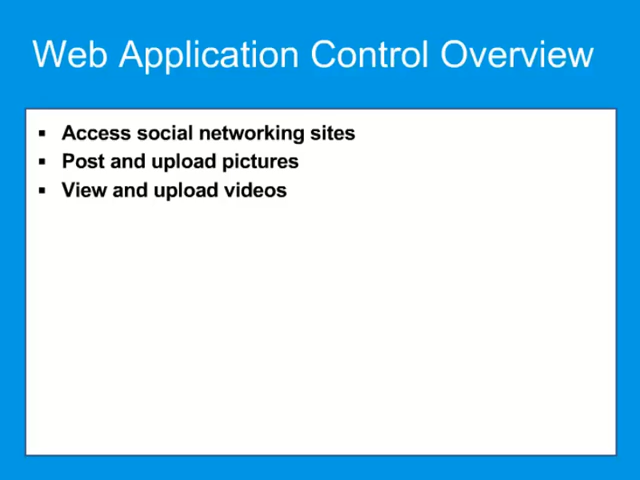 Web Application Control Overview
▪ Access social networking sites
▪ Post and upload pictures
▪ View and upload videos